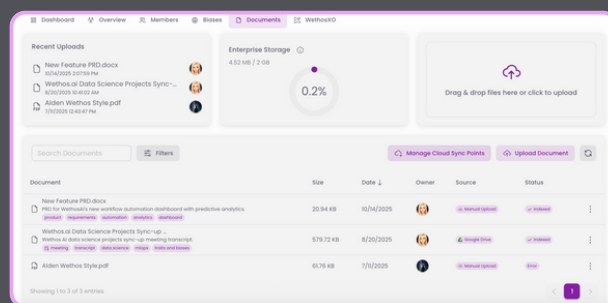 Dashboard Overview Members Biases Documents WethosXO
Recent Uploads
New Feature PRD.docx
10/14/2025 2:07:59 PM
Wethos.ai Data Science Projects Sync-...
8/20/2025 10:41:02 AM
Alden Wethos Style.pdf
7/11/2025 12:43:47 PM
Enterprise Storage
4.52 MB / 2 GB
0.2%
Drag & drop files here or click to upload
Search Documents
Filters
Manage Cloud Sync Points
Upload Document
Document Size Date ↓ Owner Source Status
New Feature PRD.docx
PRD for WethosAI's new workflow automation dashboard with predictive analytics.
product requirements automation analytics dashboard
20.94 KB 10/14/2025 Manual Upload Indexed
Wethos.ai Data Science Projects Sync-up ...
Wethos AI data science projects sync-up meeting transcript.
meeting transcript data science mlops traits and biases
579.72 KB 8/20/2025 Google Drive Indexed
Alden Wethos Style.pdf
61.76 KB 7/11/2025 Manual Upload Error
Showing 1 to 3 of 3 entries
1